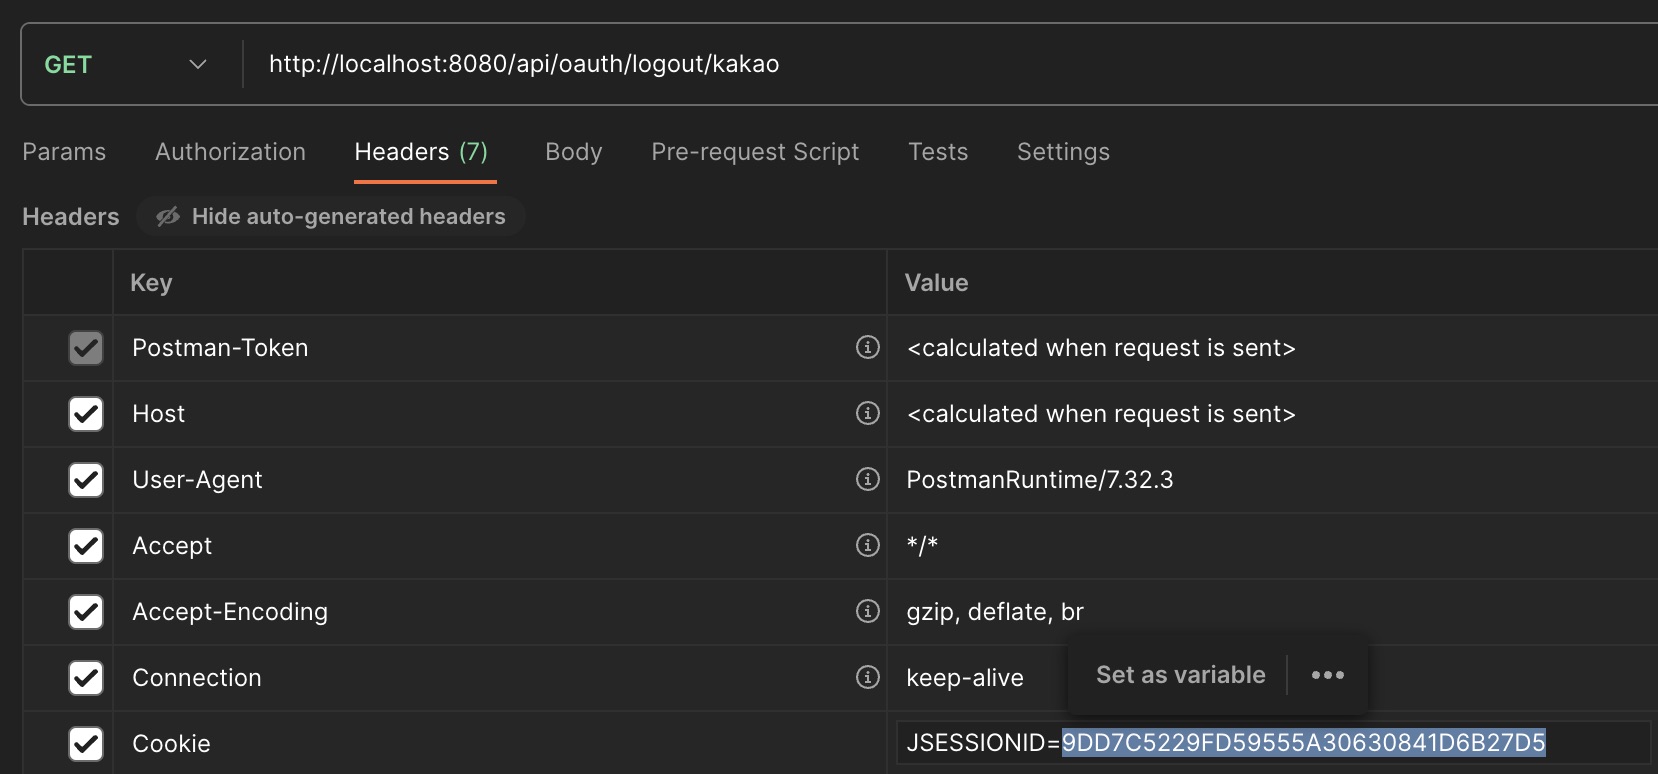 GET http://localhost:8080/api/oauth/logout/kakao
Params Authorization Headers (7) Body Pre-request Script Tests Settings
Headers Hide auto-generated headers
Key Value
Postman-Token <calculated when request is sent>
Host <calculated when request is sent>
User-Agent PostmanRuntime/7.32.3
Accept */*
Accept-Encoding gzip, deflate, br
Connection keep-alive
Set as variable •••
Cookie JSESSIONID=9DD7C5229FD59555A30630841D6B27D5